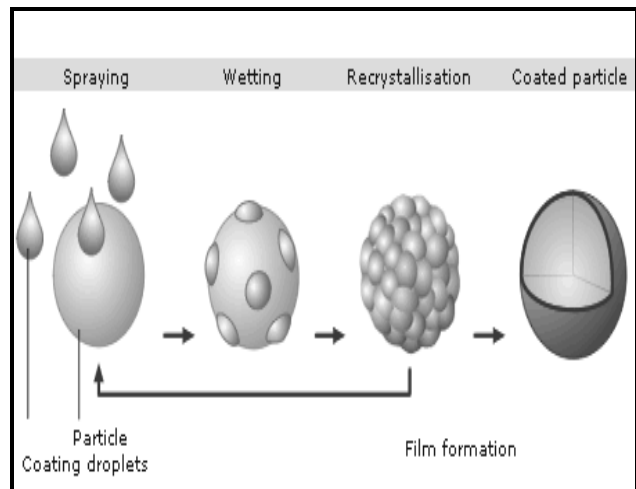 Spraying Wetting Recrystallisation Coated particle
Particle
Coating droplets
Film formation